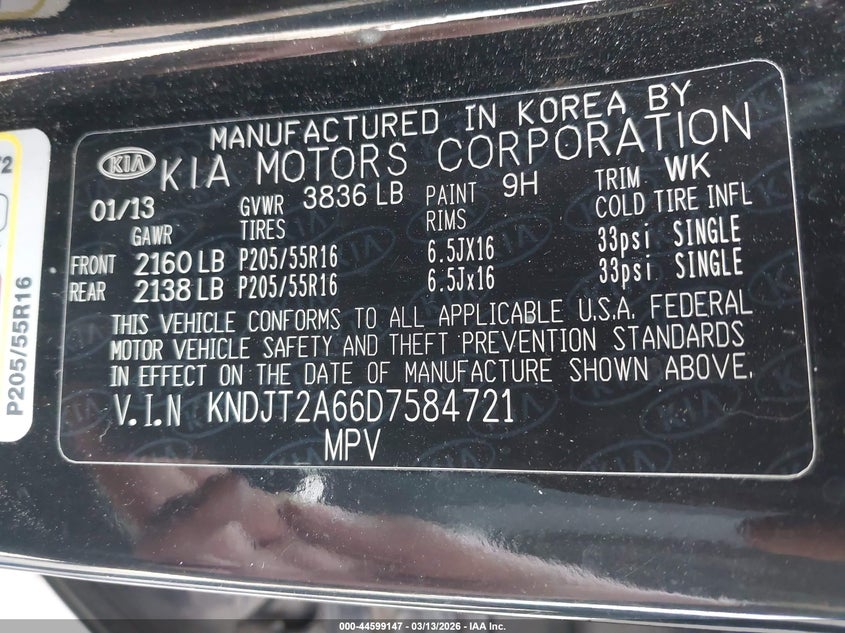 MANUFACTURED IN KOREA BY
KIA KIA MOTORS CORPORATION
01/13 GVWR 3836 LB PAINT 9H TRIM WK
GAWR TIRES RIMS COLD TIRE INFL
FRONT 2160 LB P205/55R16 6.5JX16 33psi SINGLE
REAR 2138 LB P205/55R16 6.5Jx16 33psi SINGLE
THIS VEHICLE CONFORMS TO ALL APPLICABLE U.S.A. FEDERAL
MOTOR VEHICLE SAFETY AND THEFT PREVENTION STANDARDS
IN EFFECT ON THE DATE OF MANUFACTURE SHOWN ABOVE.
V.I.N KNDJT2A66D7584721
MPV
P205/55R16
000-44599147 - 03/13/2026 - IAA Inc.